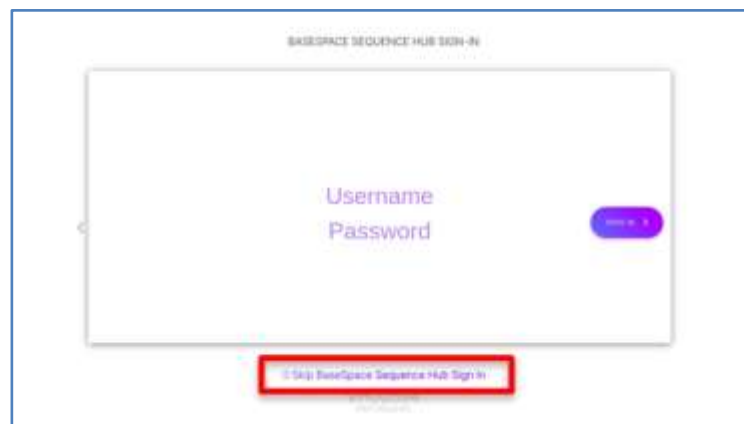 BASESPACE SEQUENCE HUB SIGN-IN
Username
Password
Skip BaseSpace Sequence Hub Sign In